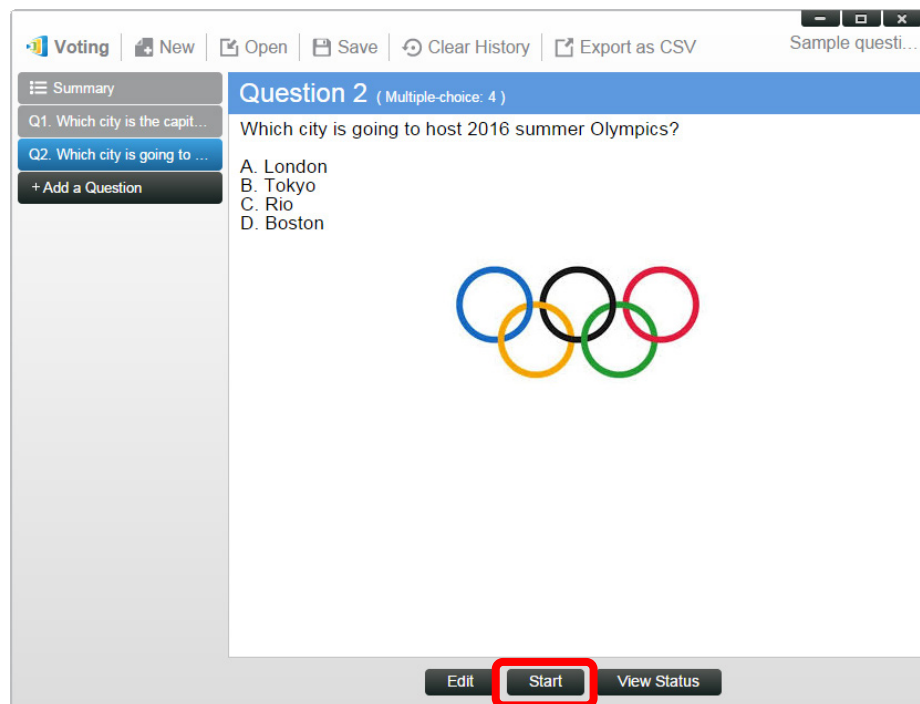 Voting New Open Save Clear History Export as CSV Sample questi...
Summary
Q1. Which city is the capit...
Q2. Which city is going to ...
+ Add a Question
Question 2 ( Multiple-choice: 4 )
Which city is going to host 2016 summer Olympics?
A. London
B. Tokyo
C. Rio
D. Boston
Edit Start View Status